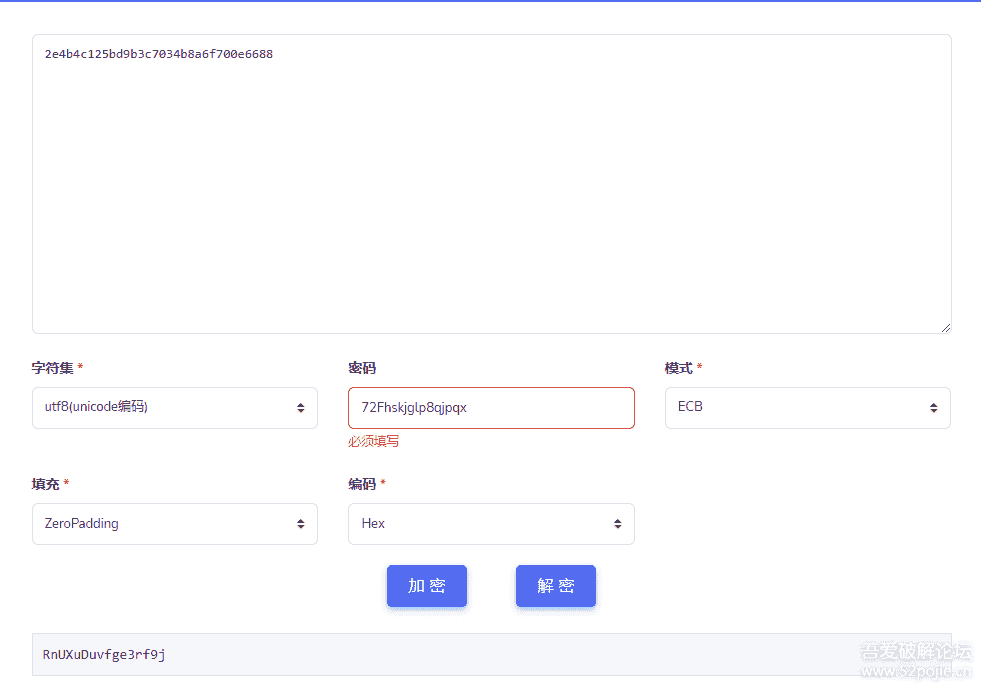 2e4b4c125bd9b3c7034b8a6f700e6688
字符集 * 密码 模式 *
utf8(unicode编码) 72Fhskjglp8qjpqx ECB
必须填写
填充 * 编码 *
ZeroPadding Hex
加 密 解 密
RnUXuDuvfge3rf9j
吾爱破解论坛
www.52pojie.cn